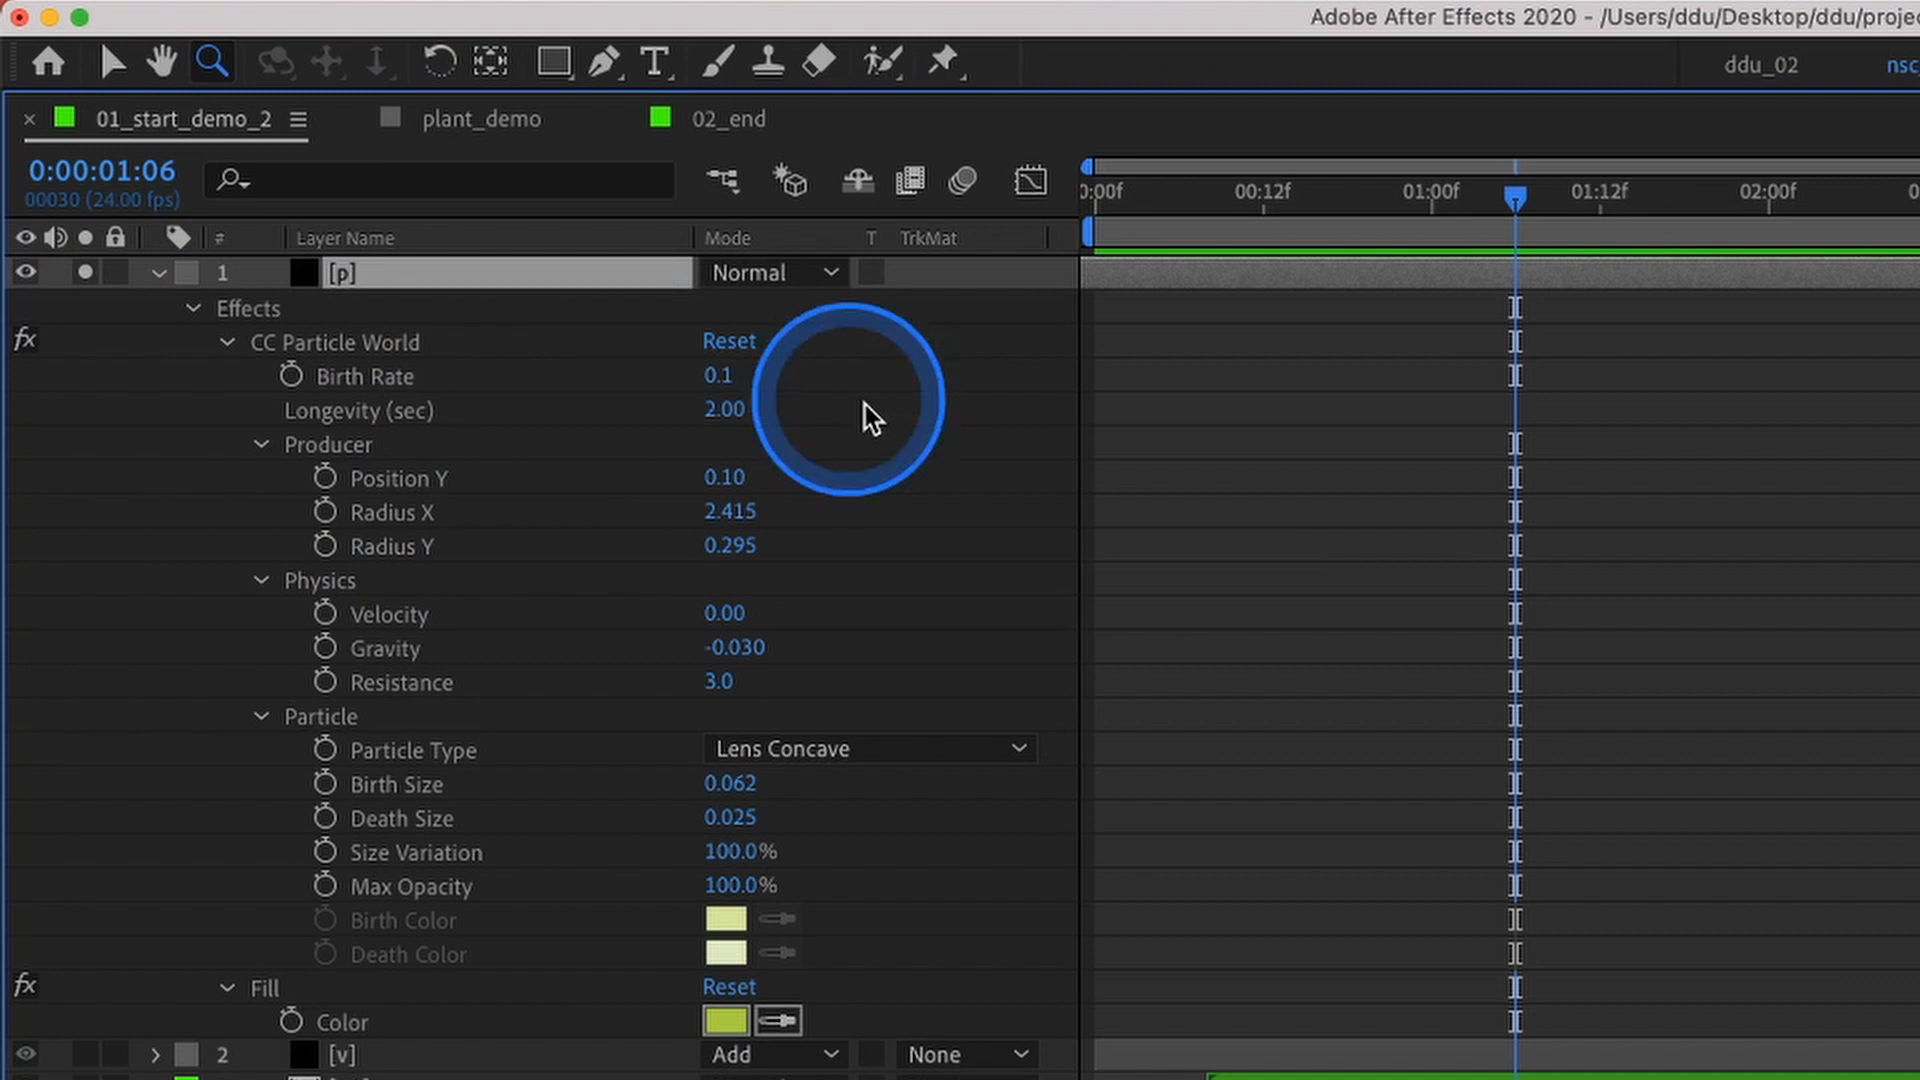 Adobe After Effects 2020 - /Users/ddu/Desktop/ddu/projec
T
ddu_02
nsc_
× 01_start_demo_2
plant_demo
02_end
0:00:01:06
00030 (24.00 fps)
0:00f 00:12f 01:00f 01:12f 02:00f 0
# Layer Name Mode T TrkMat
1 [p] Normal
Effects
fx CC Particle World Reset
Birth Rate 0.1
Longevity (sec) 2.00
Producer
Position Y 0.10
Radius X 2.415
Radius Y 0.295
Physics
Velocity 0.00
Gravity -0.030
Resistance 3.0
Particle
Particle Type Lens Concave
Birth Size 0.062
Death Size 0.025
Size Variation 100.0%
Max Opacity 100.0%
Birth Color
Death Color
fx Fill Reset
Color
2 [v] Add None